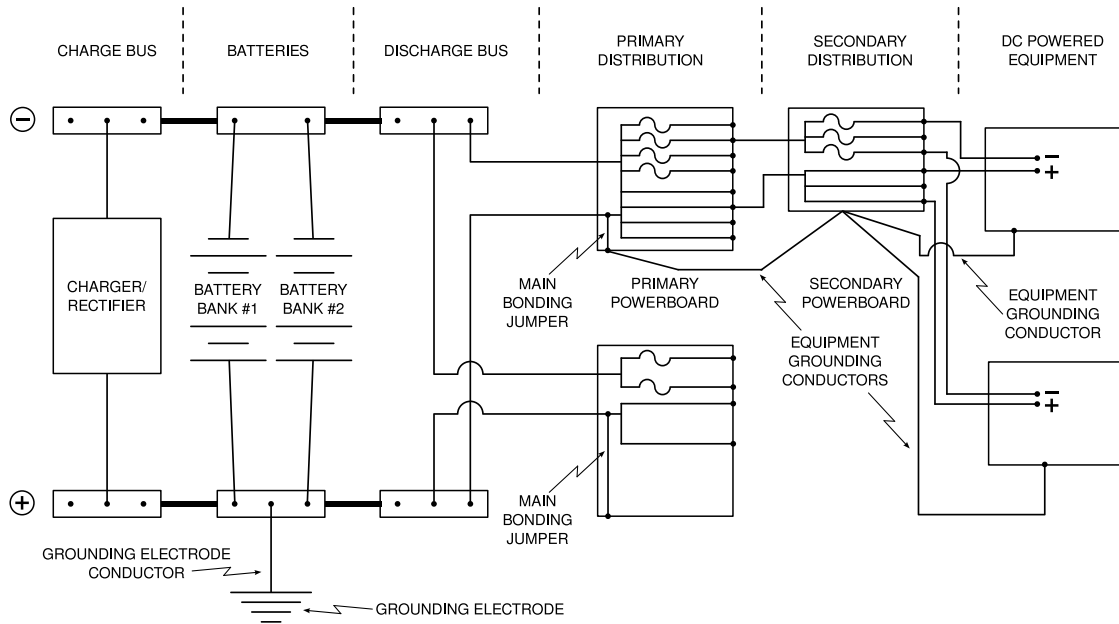 CHARGE BUS
BATTERIES
DISCHARGE BUS
PRIMARY
DISTRIBUTION
SECONDARY
DISTRIBUTION
DC POWERED
EQUIPMENT
−
−
+
CHARGER/
RECTIFIER
BATTERY
BANK #1
BATTERY
BANK #2
MAIN
BONDING
JUMPER
PRIMARY
POWERBOARD
SECONDARY
POWERBOARD
EQUIPMENT
GROUNDING
CONDUCTOR
EQUIPMENT
GROUNDING
CONDUCTORS
−
+
+
MAIN
BONDING
JUMPER
GROUNDING ELECTRODE
CONDUCTOR
GROUNDING ELECTRODE